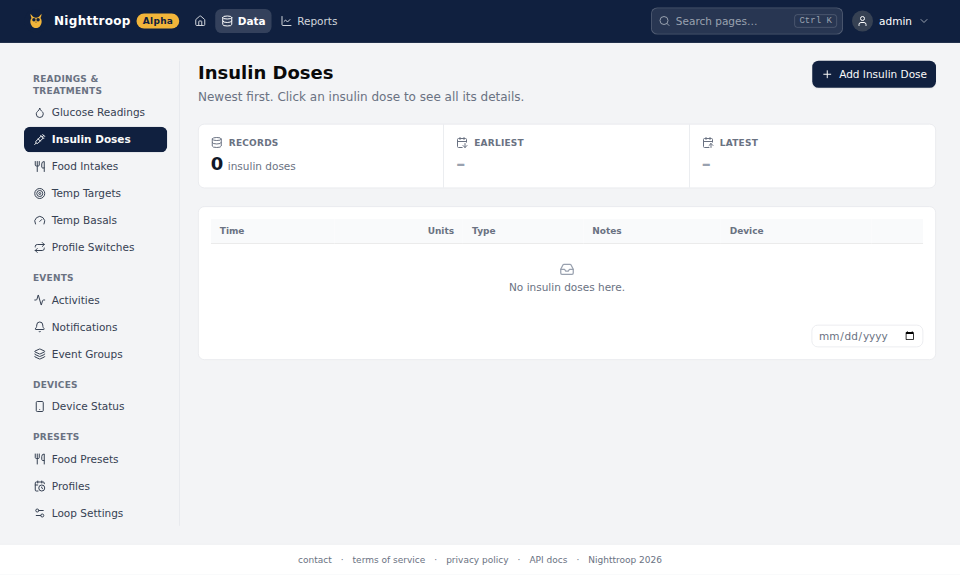 Nighttroop Alpha Data Reports Search pages... Ctrl K admin
READINGS &
TREATMENTS
Glucose Readings
Insulin Doses
Food Intakes
Temp Targets
Temp Basals
Profile Switches
EVENTS
Activities
Notifications
Event Groups
DEVICES
Device Status
PRESETS
Food Presets
Profiles
Loop Settings
Insulin Doses
Add Insulin Dose
Newest first. Click an insulin dose to see all its details.
RECORDS
0 insulin doses
EARLIEST
–
LATEST
–
Time Units Type Notes Device
No insulin doses here.
mm/dd/yyyy
contact · terms of service · privacy policy · API docs · Nighttroop 2026